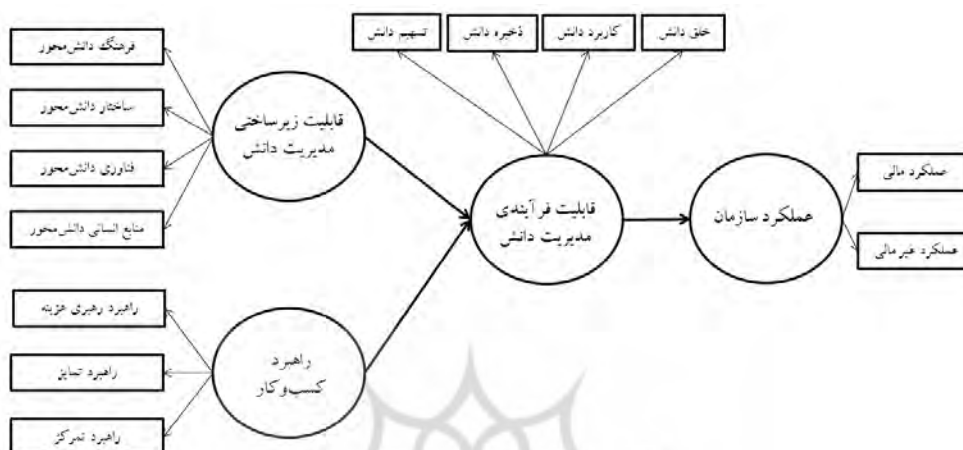 خلق دانش
کاربرد دانش
ذخیره دانش
تسهیم دانش
فرهنگ دانش‌محور
ساختار دانش‌محور
فناوری دانش‌محور
منابع انسانی دانش‌محور
قابلیت زیرساختی
مدیریت دانش
قابلیت فرآیندی
مدیریت دانش
عملکرد سازمان
عملکرد مالی
عملکرد غیرمالی
راهبرد
کسب‌وکار
راهبرد رهبری هزینه
راهبرد تمایز
راهبرد تمرکز